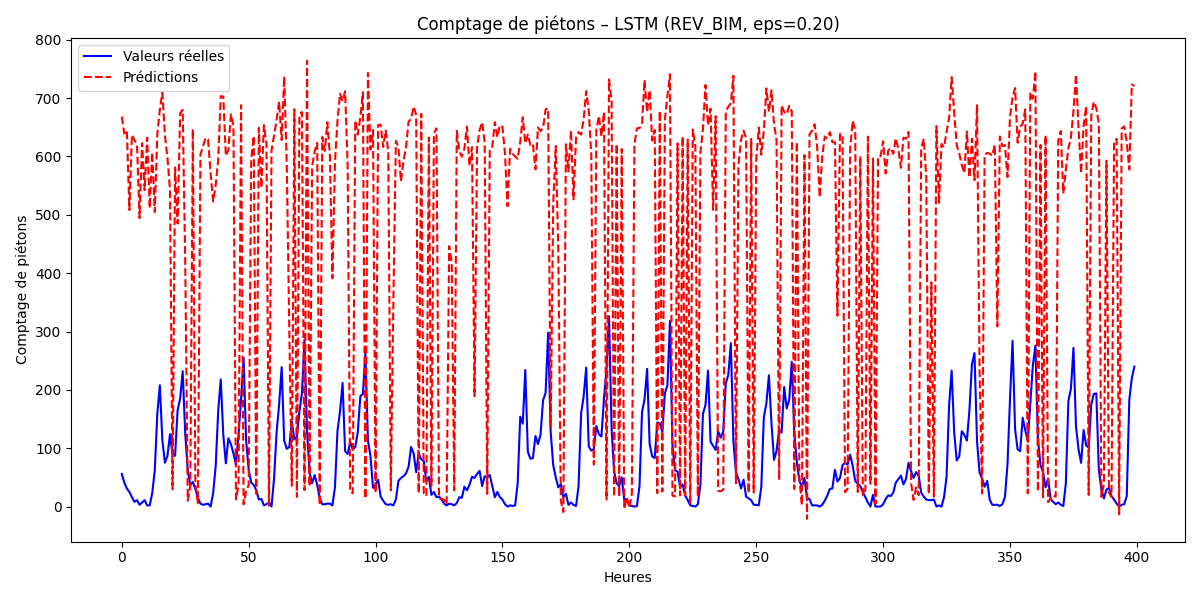 Comptage de piétons – LSTM (REV_BIM, eps=0.20)
Valeurs réelles
Prédictions
Comptage de piétons
800
700
600
500
400
300
200
100
0
0 50 100 150 200 250 300 350 400
Heures